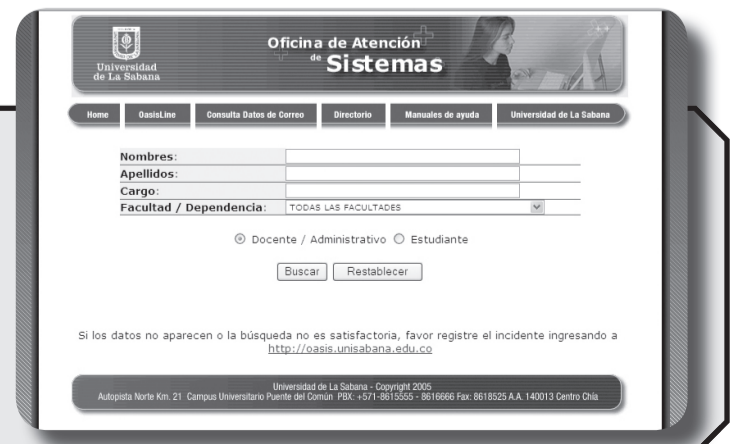 Universidad
de La Sabana
Oficina de Atención
de Sistemas
Home OasisLine Consulta Datos de Correo Directorio Manuales de ayuda Universidad de La Sabana
Nombres:
Apellidos:
Cargo:
Facultad / Dependencia: TODAS LAS FACULTADES
Docente / Administrativo Estudiante
Buscar Restablecer
Si los datos no aparecen o la búsqueda no es satisfactoria, favor registre el incidente ingresando a
http://oasis.unisabana.edu.co
Universidad de La Sabana - Copyright 2005
Autopista Norte Km. 21 Campus Universitario Puente del Común PBX: +571-8615555 - 8616666 Fax: 8618525 A.A. 140013 Centro Chía